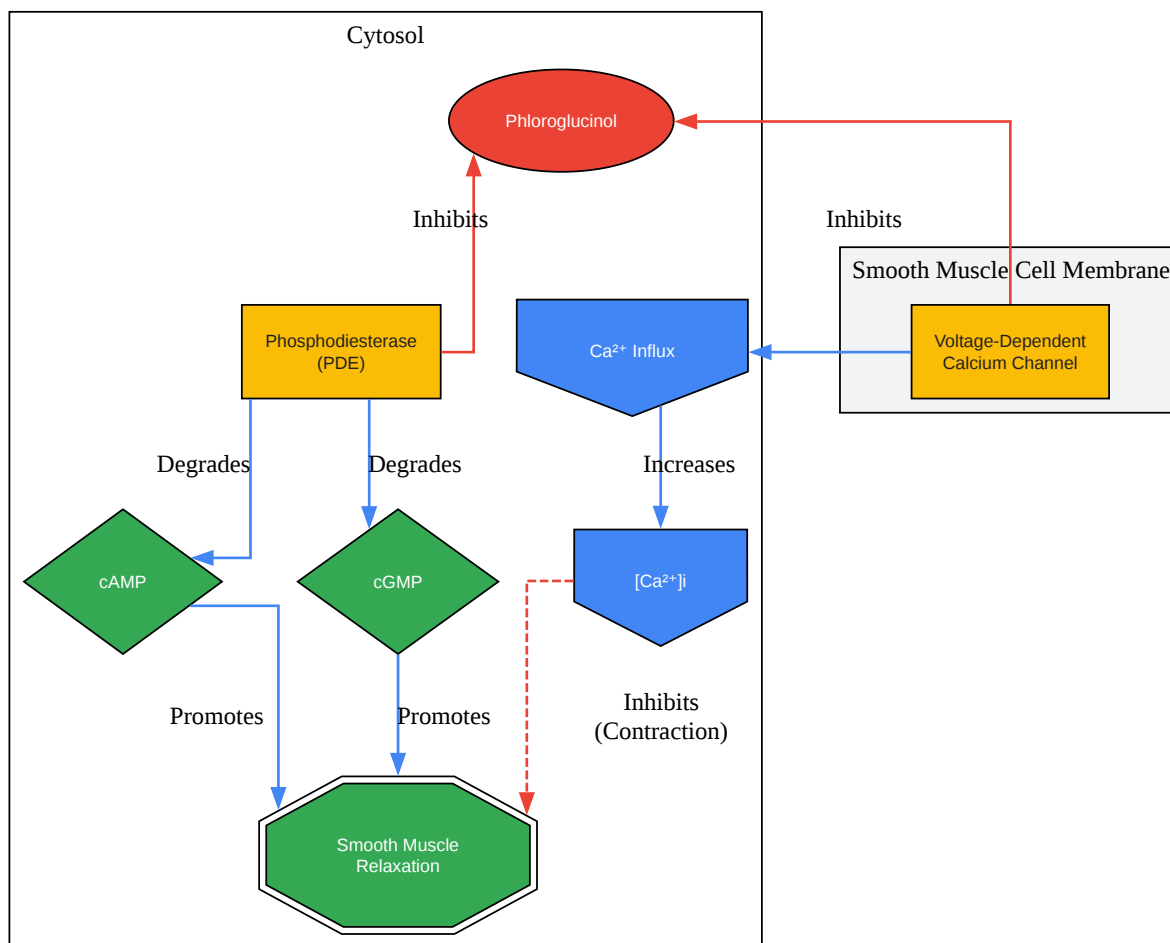 Cytosol
Phloroglucinol
Inhibits
Inhibits
Smooth Muscle Cell Membrane
Phosphodiesterase
(PDE)
Ca²⁺ Influx
Voltage-Dependent
Calcium Channel
Degrades
Degrades
Increases
cAMP
cGMP
[Ca²⁺]i
Promotes
Promotes
Inhibits
(Contraction)
Smooth Muscle
Relaxation